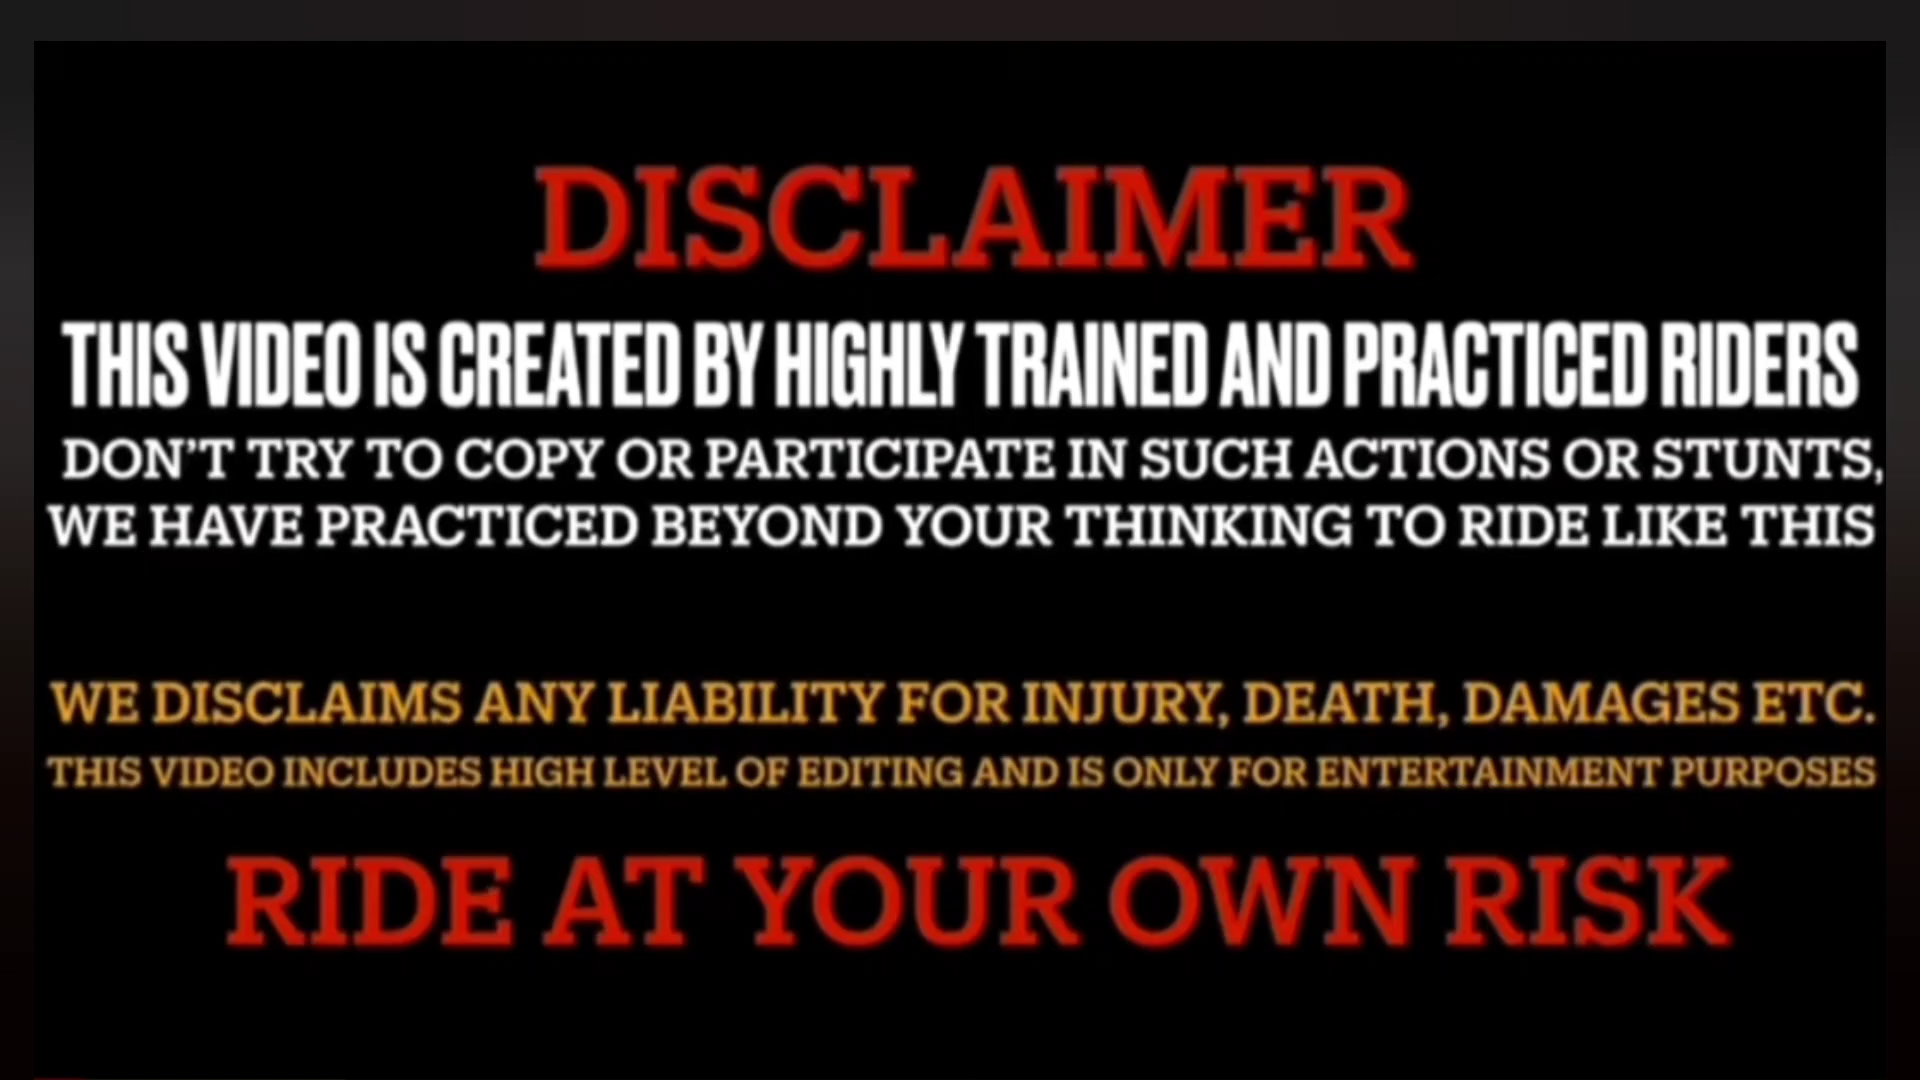 DISCLAIMER
THIS VIDEO IS CREATED BY HIGHLY TRAINED AND PRACTICED RIDERS
DON'T TRY TO COPY OR PARTICIPATE IN SUCH ACTIONS OR STUNTS,
WE HAVE PRACTICED BEYOND YOUR THINKING TO RIDE LIKE THIS
WE DISCLAIMS ANY LIABILITY FOR INJURY, DEATH, DAMAGES ETC.
THIS VIDEO INCLUDES HIGH LEVEL OF EDITING AND IS ONLY FOR ENTERTAINMENT PURPOSES
RIDE AT YOUR OWN RISK